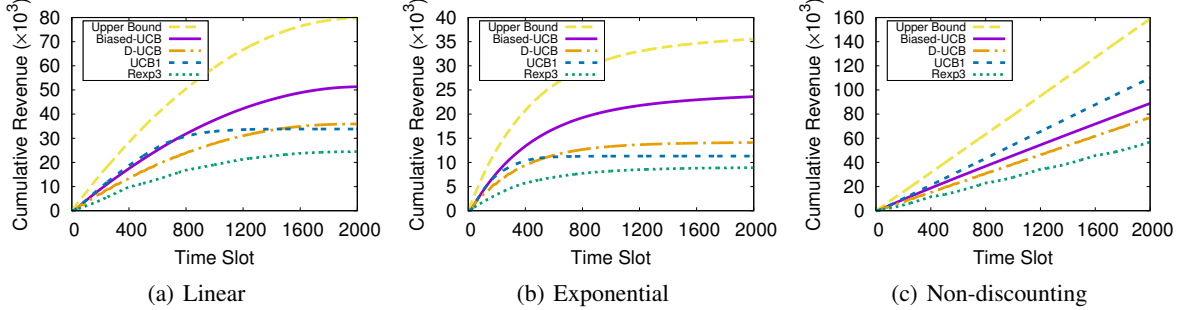 Cumulative Revenue (×10³)
80
70
60
50
40
30
20
10
0
Upper Bound
Biased-UCB
D-UCB
UCB1
Rexp3
0 400 800 1200 1600 2000
Time Slot
(a) Linear
Cumulative Revenue (×10³)
40
35
30
25
20
15
10
5
0
Upper Bound
Biased-UCB
D-UCB
UCB1
Rexp3
0 400 800 1200 1600 2000
Time Slot
(b) Exponential
Cumulative Revenue (×10³)
160
140
120
100
80
60
40
20
0
Upper Bound
Biased-UCB
D-UCB
UCB1
Rexp3
0 400 800 1200 1600 2000
Time Slot
(c) Non-discounting